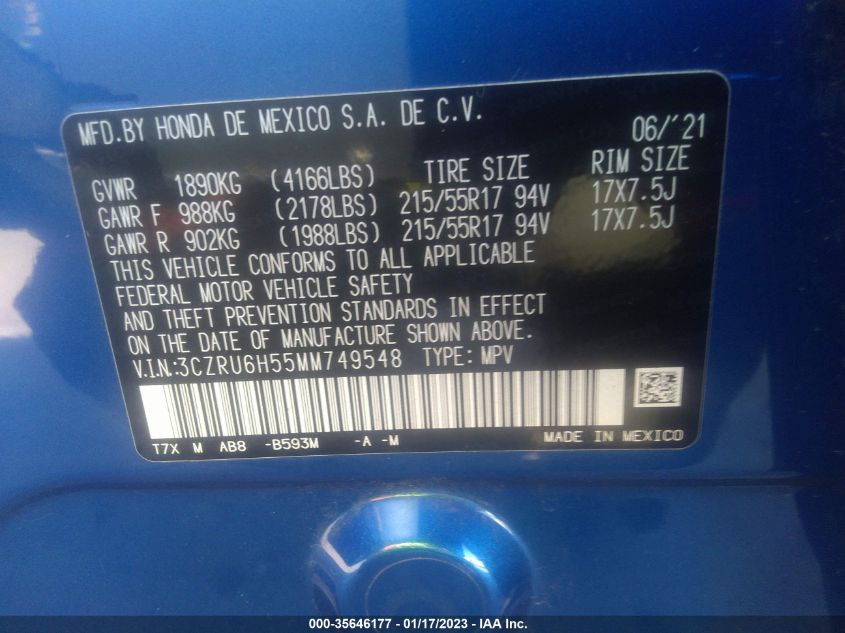 MFD.BY HONDA DE MEXICO S.A. DE C.V. 06/'21
GVWR 1890KG (4166LBS) TIRE SIZE RIM SIZE
GAWR F 988KG (2178LBS) 215/55R17 94V 17X7.5J
GAWR R 902KG (1988LBS) 215/55R17 94V 17X7.5J
THIS VEHICLE CONFORMS TO ALL APPLICABLE
FEDERAL MOTOR VEHICLE SAFETY
AND THEFT PREVENTION STANDARDS IN EFFECT
ON THE DATE OF MANUFACTURE SHOWN ABOVE.
V.I.N.:3CZRU6H55MM749548 TYPE: MPV
T7X M AB8 -B593M -A -M MADE IN MEXICO
000-35646177 — 01/17/2023 - IAA Inc.